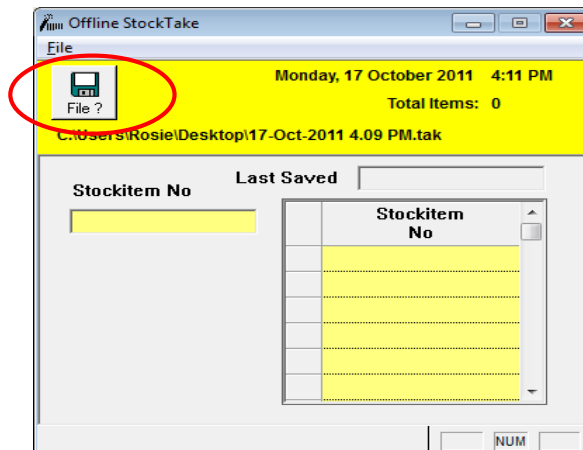 Offline StockTake
File
Monday, 17 October 2011 4:11 PM
File ?
Total Items: 0
C:\Users\Rosie\Desktop\17-Oct-2011 4.09 PM.tak
Last Saved
Stockitem No
Stockitem
No
NUM